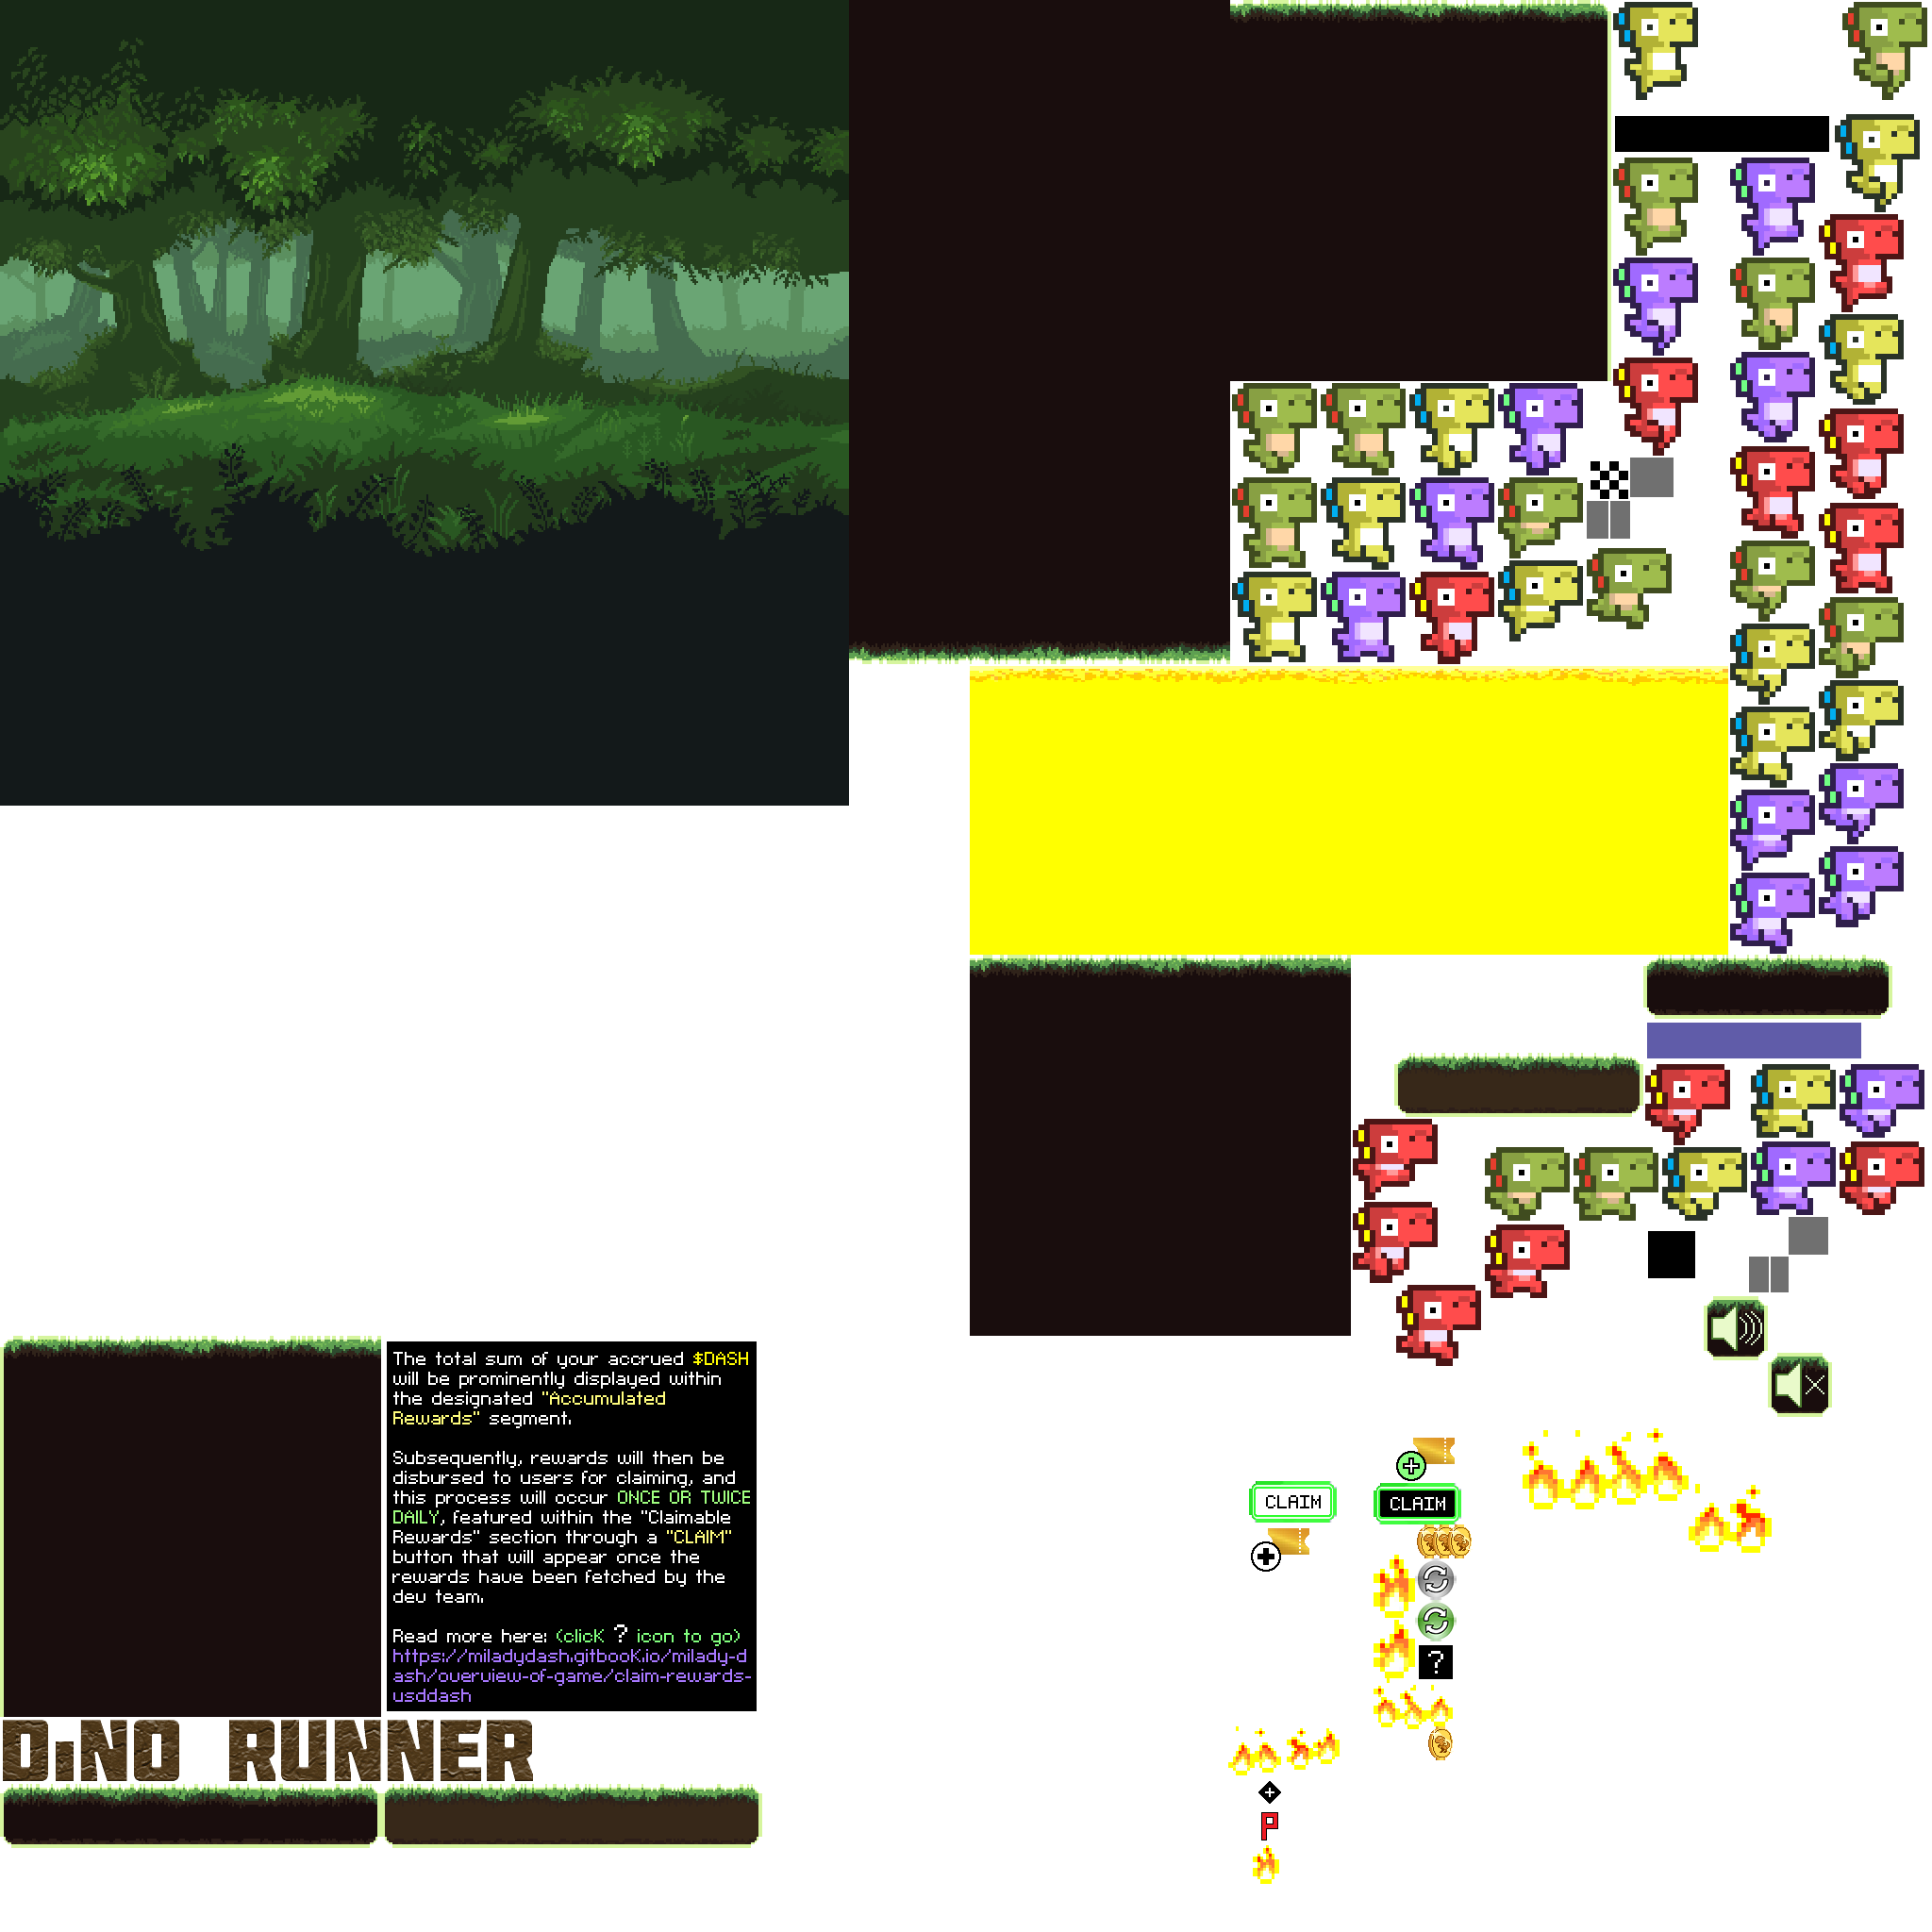 The total sum of your accrued $DASH
will be prominently displayed within
the designated "Accumulated
Rewards" segment.
Subsequently, rewards will then be
disbursed to users for claiming, and
this process will occur ONCE OR TWICE
DAILY, featured within the "Claimable
Rewards" section through a "CLAIM"
button that will appear once the
rewards have been fetched by the
dev team.
Read more here: (click ? icon to go)
https://miladydash.gitbook.io/milady-d
ash/overview-of-game/claim-rewards-
usddash
DiNO RUNNER
CLAIM
CLAIM
?
P